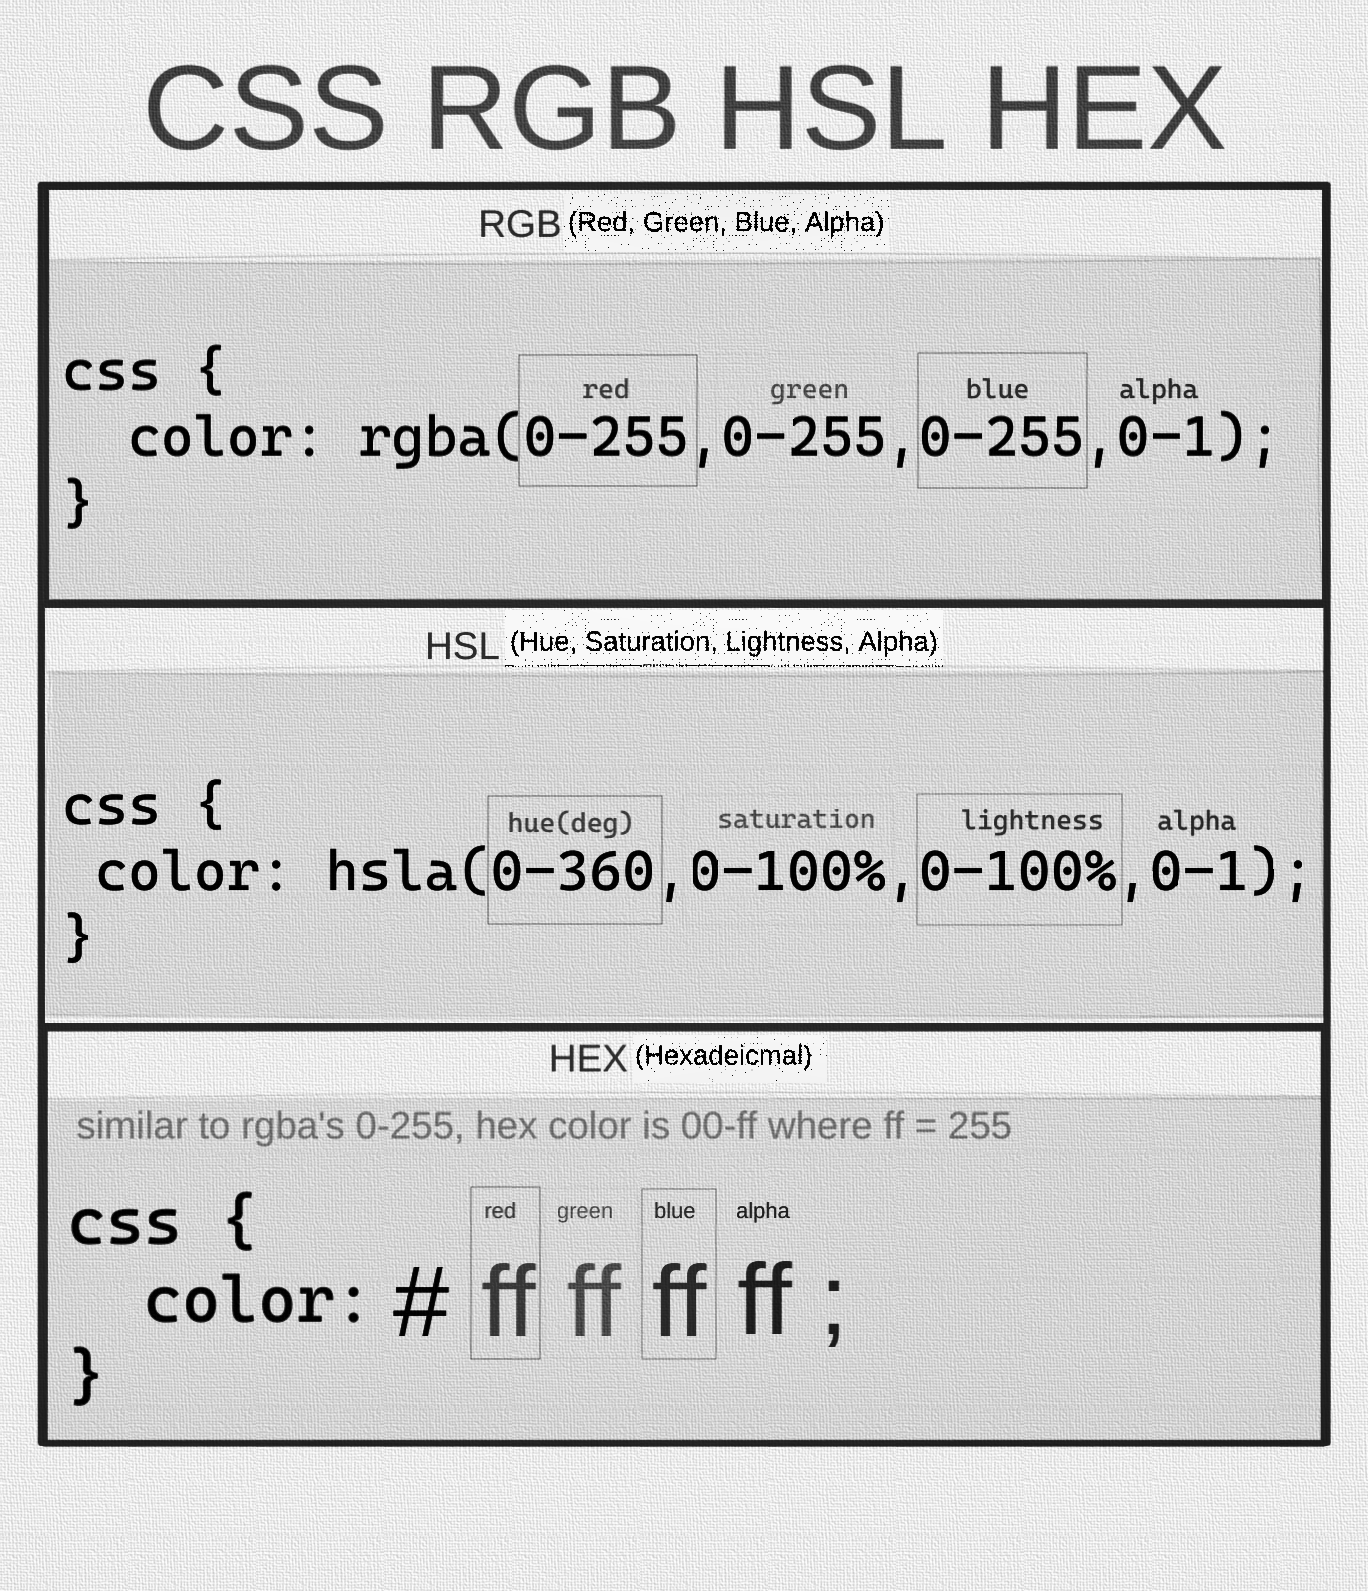 CSS RGB HSL HEX
RGB (Red, Green, Blue, Alpha)
css {
red green blue alpha
color: rgba(0-255,0-255,0-255,0-1);
}
HSL (Hue, Saturation, Lightness, Alpha)
css {
hue(deg) saturation lightness alpha
color: hsla(0-360,0-100%,0-100%,0-1);
}
HEX (Hexadeicmal)
similar to rgba's 0-255, hex color is 00-ff where ff = 255
css {
red green blue alpha
color: # ff ff ff ff ;
}